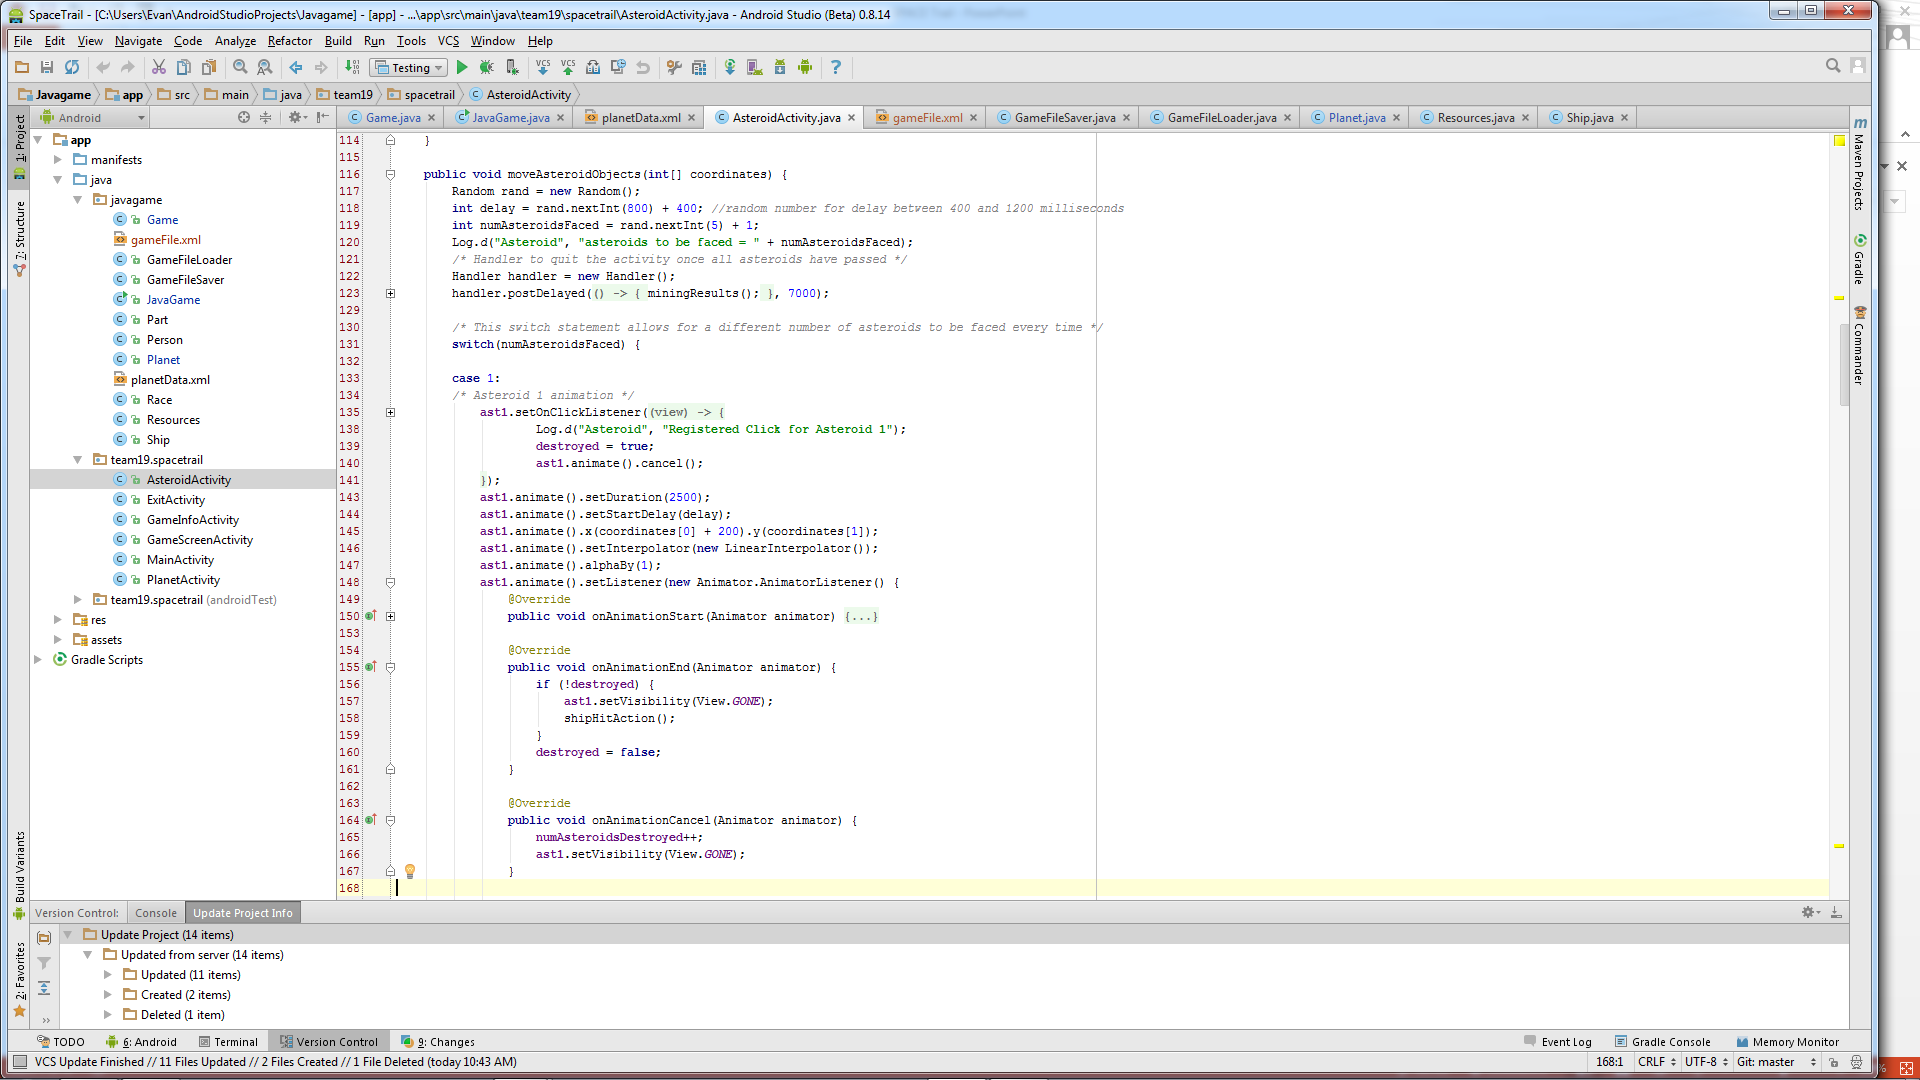 SpaceTrail - [C:\Users\Evan\AndroidStudioProjects\Javagame] - [app] - ...\app\src\main\java\team19\spacetrail\AsteroidActivity.java - Android Studio (Beta) 0.8.14
File Edit View Navigate Code Analyze Refactor Build Run Tools VCS Window Help
Testing
Javagame app src main java team19 spacetrail AsteroidActivity
Android
Game.java JavaGame.java planetData.xml AsteroidActivity.java gameFile.xml GameFileSaver.java GameFileLoader.java Planet.java Resources.java Ship.java
1: Project
7: Structure
Build Variants
2: Favorites
app
manifests
java
javagame
Game
gameFile.xml
GameFileLoader
GameFileSaver
JavaGame
Part
Person
Planet
planetData.xml
Race
Resources
Ship
team19.spacetrail
AsteroidActivity
ExitActivity
GameInfoActivity
GameScreenActivity
MainActivity
PlanetActivity
team19.spacetrail (androidTest)
res
assets
Gradle Scripts
114 }
115
116 public void moveAsteroidObjects(int[] coordinates) {
117 Random rand = new Random();
118 int delay = rand.nextInt(800) + 400; //random number for delay between 400 and 1200 milliseconds
119 int numAsteroidsFaced = rand.nextInt(5) + 1;
120 Log.d("Asteroid", "asteroids to be faced = " + numAsteroidsFaced);
121 /* Handler to quit the activity once all asteroids have passed */
122 Handler handler = new Handler();
123 handler.postDelayed(() -> { miningResults(); }, 7000);
129
130 /* This switch statement allows for a different number of asteroids to be faced every time */
131 switch(numAsteroidsFaced) {
132
133 case 1:
134 /* Asteroid 1 animation */
135 ast1.setOnClickListener((view) -> {
138 Log.d("Asteroid", "Registered Click for Asteroid 1");
139 destroyed = true;
140 ast1.animate().cancel();
141 });
143 ast1.animate().setDuration(2500);
144 ast1.animate().setStartDelay(delay);
145 ast1.animate().x(coordinates[0] + 200).y(coordinates[1]);
146 ast1.animate().setInterpolator(new LinearInterpolator());
147 ast1.animate().alphaBy(1);
148 ast1.animate().setListener(new Animator.AnimatorListener() {
149 @Override
150 public void onAnimationStart(Animator animator) {...}
153
154 @Override
155 public void onAnimationEnd(Animator animator) {
156 if (!destroyed) {
157 ast1.setVisibility(View.GONE);
158 shipHitAction();
159 }
160 destroyed = false;
161 }
162
163 @Override
164 public void onAnimationCancel(Animator animator) {
165 numAsteroidsDestroyed++;
166 ast1.setVisibility(View.GONE);
167 }
168
m Maven Projects
Gradle
Commander
Version Control: Console Update Project Info
Update Project (14 items)
Updated from server (14 items)
Updated (11 items)
Created (2 items)
Deleted (1 item)
TODO 6: Android Terminal Version Control 9: Changes Event Log Gradle Console Memory Monitor
VCS Update Finished // 11 Files Updated // 2 Files Created // 1 File Deleted (today 10:43 AM) 168:1 CRLF UTF-8 Git: master